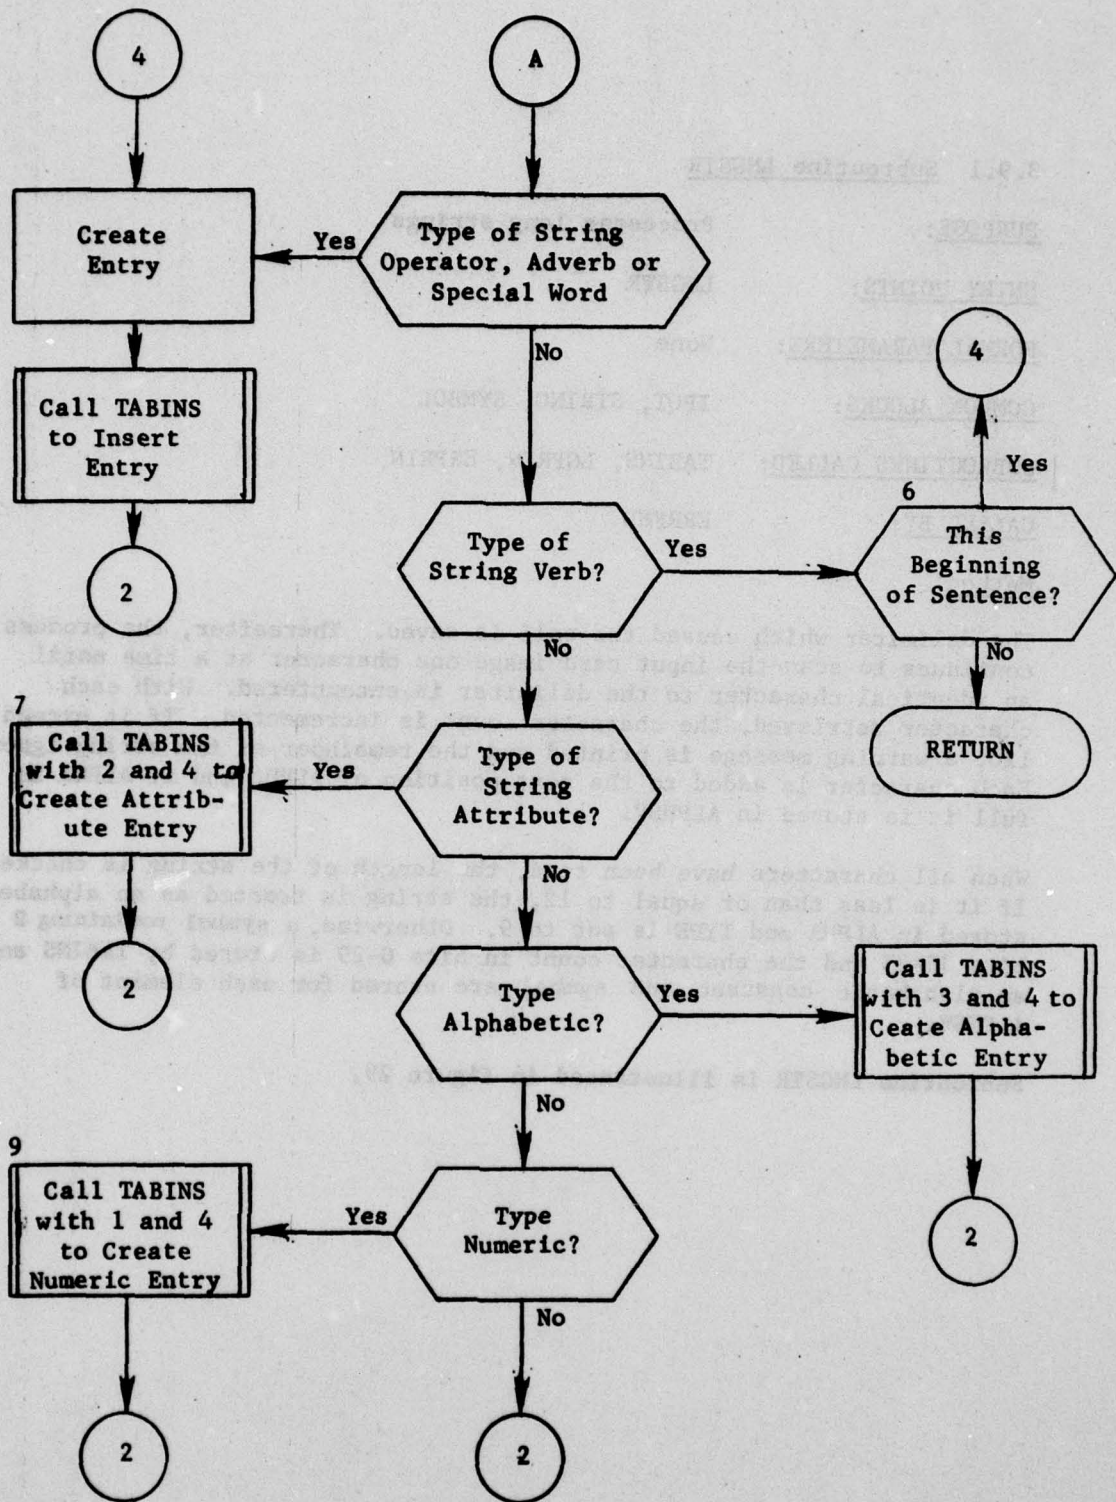 4
A
Create
Entry
Yes
Type of String
Operator, Adverb or
Special Word
No
Call TABINS
to Insert
Entry
2
4
Yes
Type of
String Verb?
Yes
6
This
Beginning
of Sentence?
No
No
RETURN
7
Call TABINS
with 2 and 4 to
Create Attrib-
ute Entry
Yes
Type of
String
Attribute?
No
2
Type
Alphabetic?
Yes
Call TABINS
with 3 and 4 to
Ceate Alpha-
betic Entry
No
2
9
Call TABINS
with 1 and 4
to Create
Numeric Entry
Yes
Type
Numeric?
No
2
2